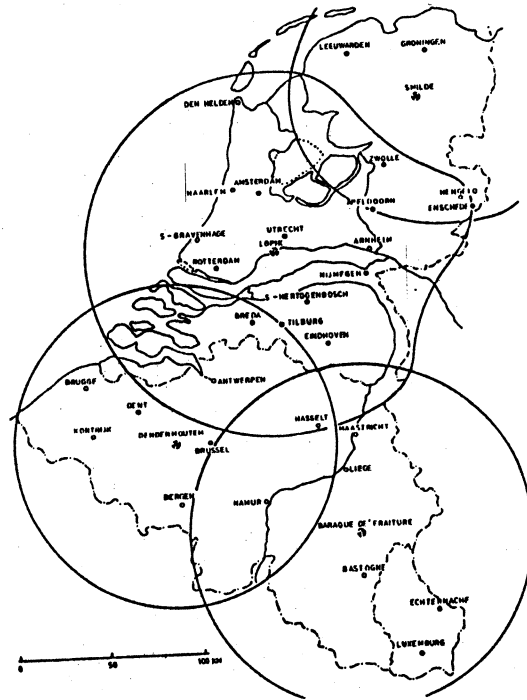 LEEUWARDEN
GRONINGEN
SMILDE
DEN HELDEN
ZWOLLE
HAARLEM
AMSTERDAM
HENGELO
ENSCHEDE
APELDOORN
S-GRAVENHAGE
UTRECHT
LOPIK
ARNHEIM
ROTTERDAM
NIJMEGEN
S-HERTOGENBOSCH
BREDA
TILBURG
EINDHOVEN
BRUGGE
ANTWERPEN
GENT
KORTRIJK
HASSELT
MAASTRICHT
DENDERHOUTEM
BRUSSEL
LIEGE
BERGEN
NAMUR
BARAQUE DE FRAITURE
BASTOGNE
ECHTERNACH
LUXEMBURG
0 50 100 KM